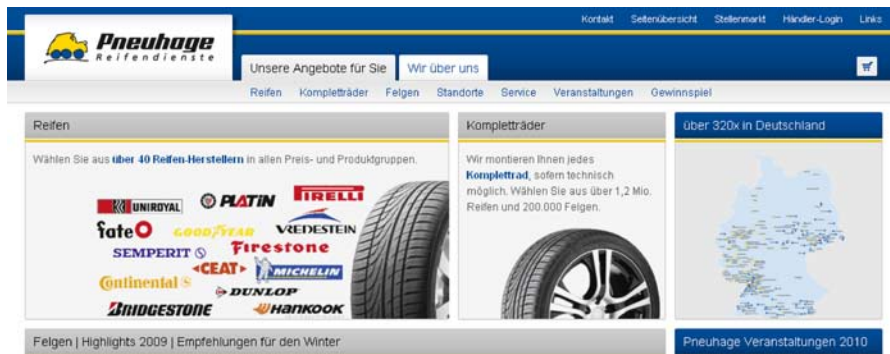 Kontakt Seitenübersicht Stellenmarkt Händler-Login Links
Pneuhage
Reifendienste
Unsere Angebote für Sie Wir über uns
Reifen Kompletträder Felgen Standorte Service Veranstaltungen Gewinnspiel
Reifen
Wählen Sie aus über 40 Reifen-Herstellern in allen Preis- und Produktgruppen.
UNIROYAL PLATIN PIRELLI
fate GOODYEAR VREDESTEIN
SEMPERIT Firestone
CEAT MICHELIN
Continental DUNLOP
BRIDGESTONE HANKOOK
Kompletträder
Wir montieren Ihnen jedes
Komplettrad, sofern technisch
möglich. Wählen Sie aus über 1,2 Mio.
Reifen und 200.000 Felgen.
über 320x in Deutschland
Felgen | Highlights 2009 | Empfehlungen für den Winter
Pneuhage Veranstaltungen 2010